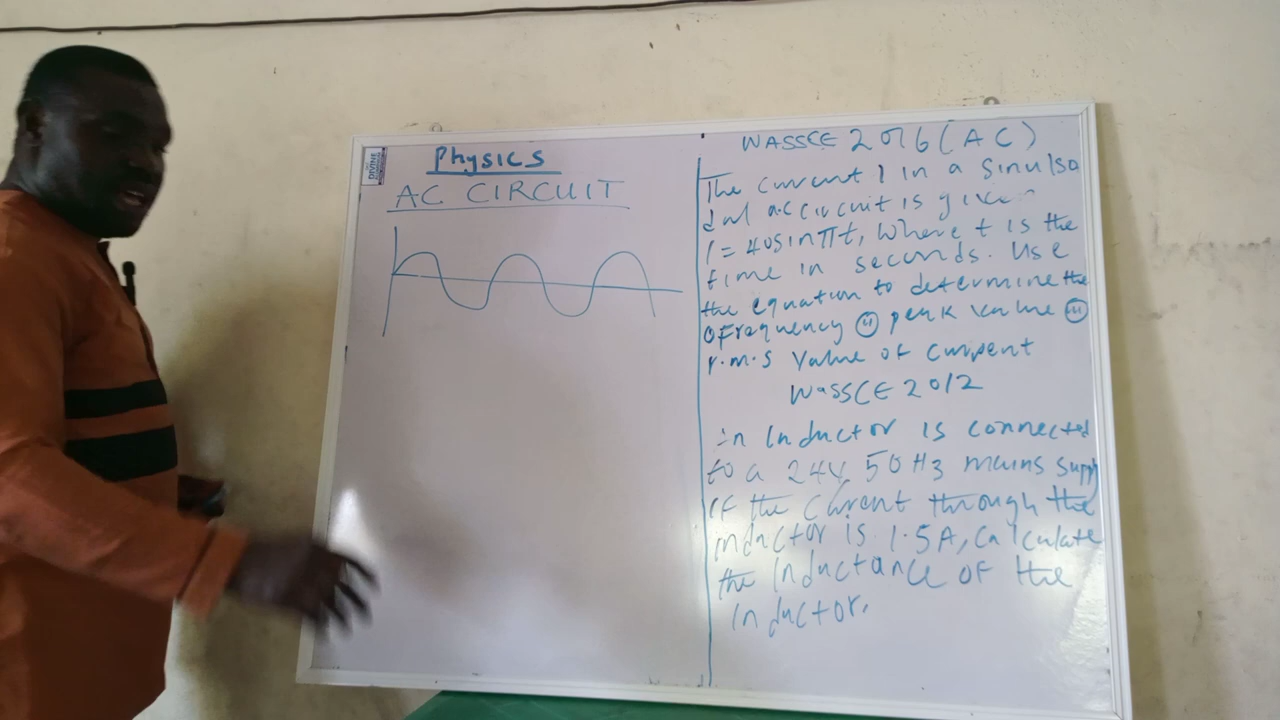 DIVINE
Physics
AC CIRCUIT
WASSCE 2016 (AC)
The current I in a Sinulso
dal a.c circuit is given
I = 40sinπt, Where t is the
time in seconds. Use
the equation to determine the
frequency (ii) peak value (iii)
r.m.s Value of current
WASSCE 2012
An Inductor is connected
to a 24V, 50Hz mains supp
If the current through the
inductor is 1.5A, Calculate
the Inductance of the
Inductor.